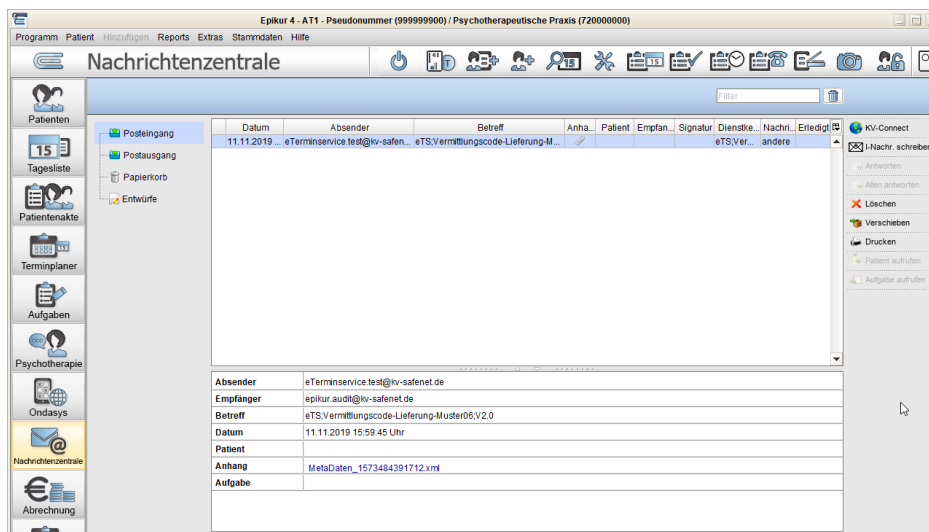 Epikur 4 - AT1 - Pseudonummer (999999900) / Psychotherapeutische Praxis (720000000)
Programm Patient Hinzufügen Reports Extras Stammdaten Hilfe
Nachrichtenzentrale
Filter
Patienten
Tagesliste
Patientenakte
Terminplaner
Aufgaben
Psychotherapie
Ondasys
Nachrichtenzentrale
Abrechnung
Posteingang
Postausgang
Papierkorb
Entwürfe
Datum Absender Betreff Anha... Patient Empfan... Signatur Dienstke... Nachri... Erledigt
11.11.2019 ... eTerminservice.test@kv-safen... eTS;Vermittlungscode-Lieferung-M... eTS;Ver... andere
Absender eTerminservice.test@kv-safenet.de
Empfänger epikur.audit@kv-safenet.de
Betreff eTS;Vermittlungscode-Lieferung-Muster06;V2.0
Datum 11.11.2019 15:59:45 Uhr
Patient
Anhang MetaDaten_1573484391712.xml
Aufgabe
KV-Connect
I-Nachr. schreiben
Antworten
Allen antworten
Löschen
Verschieben
Drucken
Patient aufrufen
Aufgabe aufrufen